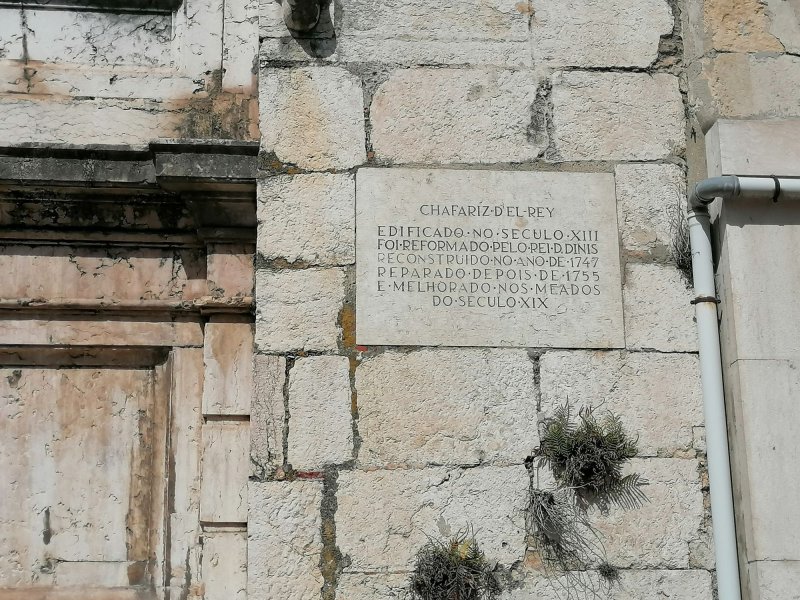 CHAFARÍZ·D'EL·REY
EDIFICADO·NO·SECULO·XIII
FOI·REFORMADO·PELO·REI·D.DINIS
RECONSTRUIDO·NO·ANO·DE·1747
REPARADO·DEPOIS·DE·1755
E·MELHORADO·NOS·MEADOS
DO·SECULO·XIX